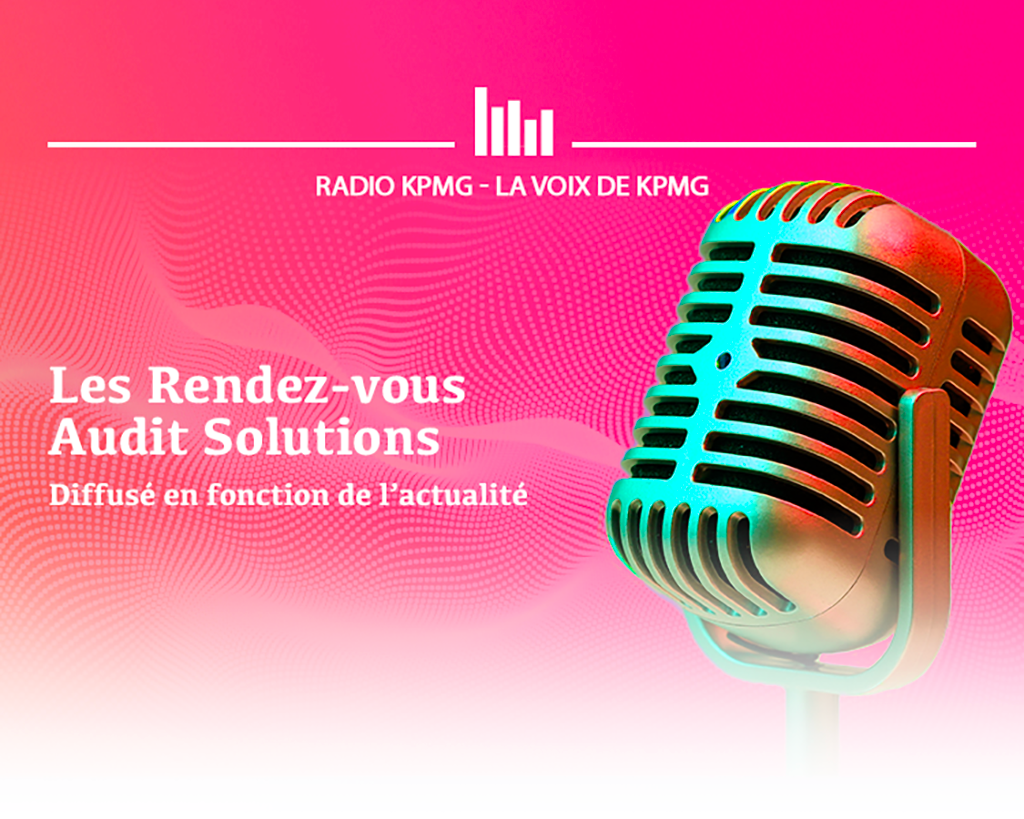 RADIO KPMG - LA VOIX DE KPMG
Les Rendez-vous
Audit Solutions
Diffusé en fonction de l’actualité